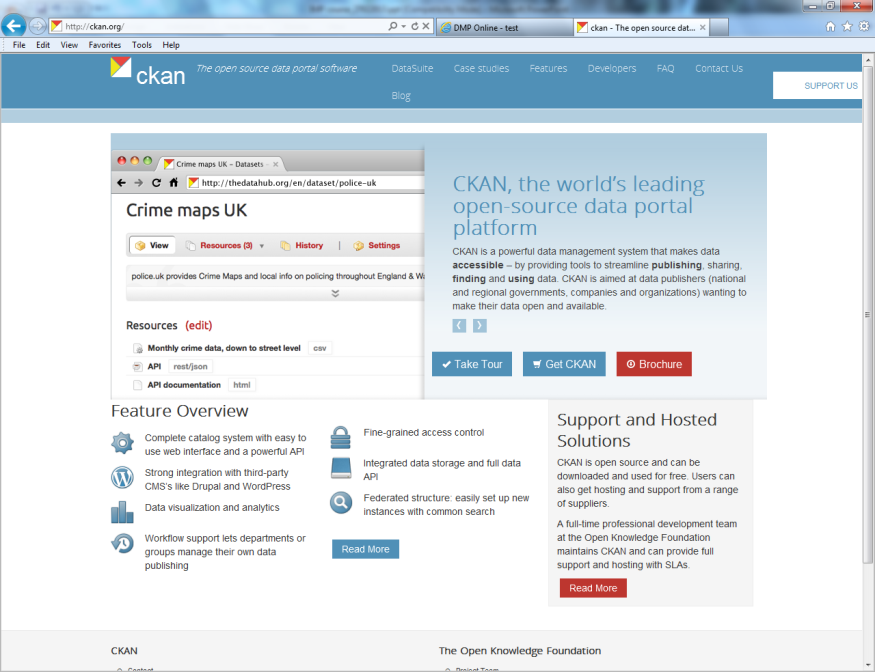 http://ckan.org/
DMP Online - test
ckan - The open source dat...
File Edit View Favorites Tools Help
ckan
The open source data portal software
DataSuite Case studies Features Developers FAQ Contact Us
Blog
SUPPORT US
Crime maps UK – Datasets -
http://thedatahub.org/en/dataset/police-uk
Crime maps UK
View Resources (3) History | Settings
police.uk provides Crime Maps and local info on policing throughout England & Wa
Resources (edit)
Monthly crime data, down to street level csv
API rest/json
API documentation html
CKAN, the world's leading
open-source data portal
platform
CKAN is a powerful data management system that makes data
accessible – by providing tools to streamline publishing, sharing,
finding and using data. CKAN is aimed at data publishers (national
and regional governments, companies and organizations) wanting to
make their data open and available.
Take Tour
Get CKAN
Brochure
Feature Overview
Complete catalog system with easy to
use web interface and a powerful API
Strong integration with third-party
CMS's like Drupal and WordPress
Data visualization and analytics
Workflow support lets departments or
groups manage their own data
publishing
Fine-grained access control
Integrated data storage and full data
API
Federated structure: easily set up new
instances with common search
Read More
Support and Hosted
Solutions
CKAN is open source and can be
downloaded and used for free. Users can
also get hosting and support from a range
of suppliers.
A full-time professional development team
at the Open Knowledge Foundation
maintains CKAN and can provide full
support and hosting with SLAs.
Read More
CKAN
Contact
The Open Knowledge Foundation
Project Team